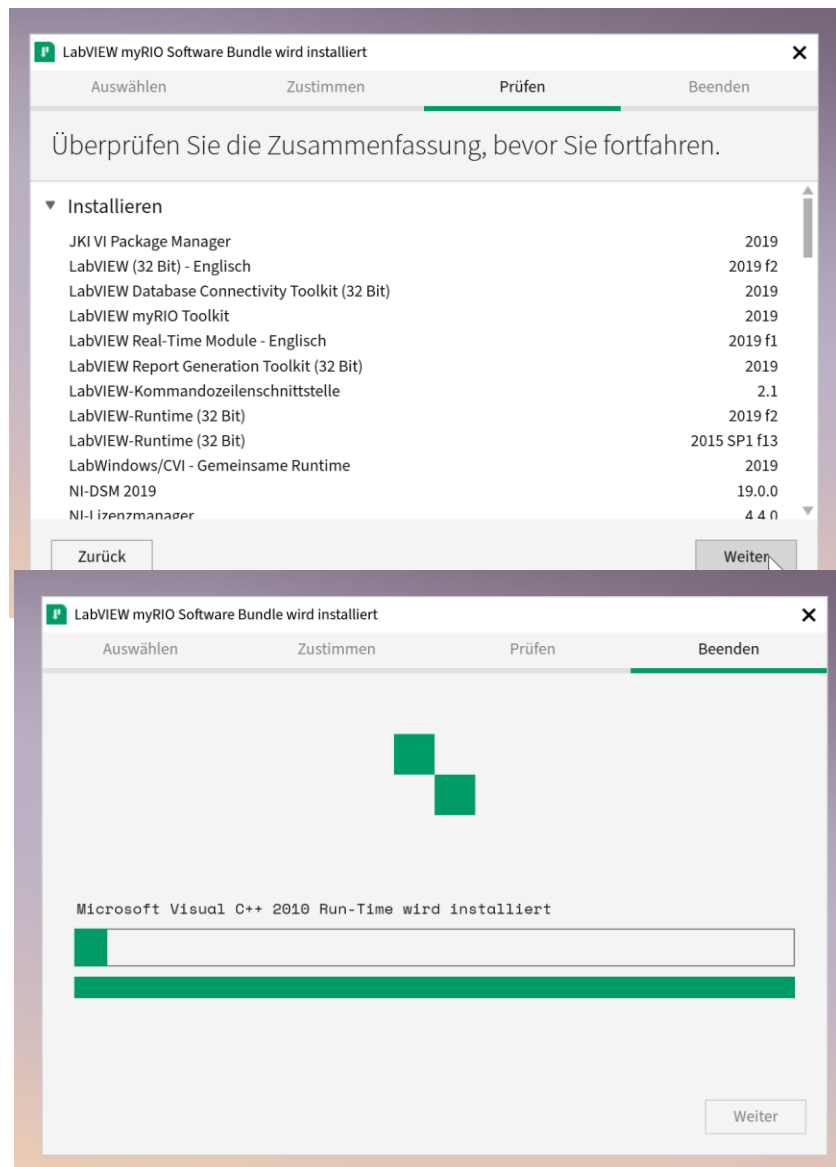 LabVIEW myRIO Software Bundle wird installiert
Auswählen Zustimmen Prüfen Beenden
Überprüfen Sie die Zusammenfassung, bevor Sie fortfahren.
Installieren
JKI VI Package Manager 2019
LabVIEW (32 Bit) - Englisch 2019 f2
LabVIEW Database Connectivity Toolkit (32 Bit) 2019
LabVIEW myRIO Toolkit 2019
LabVIEW Real-Time Module - Englisch 2019 f1
LabVIEW Report Generation Toolkit (32 Bit) 2019
LabVIEW-Kommandozeilenschnittstelle 2.1
LabVIEW-Runtime (32 Bit) 2019 f2
LabVIEW-Runtime (32 Bit) 2015 SP1 f13
LabWindows/CVI - Gemeinsame Runtime 2019
NI-DSM 2019 19.0.0
NI-Lizenzmanager 4.4.0
Zurück Weiter
LabVIEW myRIO Software Bundle wird installiert
Auswählen Zustimmen Prüfen Beenden
Microsoft Visual C++ 2010 Run-Time wird installiert
Weiter